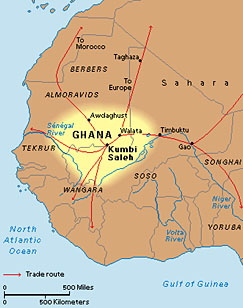 To
Morocco
Taghaza
BERBERS
To
Europe
Sahara
ALMORAVIDS
Awdaghust
Sénégal
River
GHANA
Walata
Timbuktu
Kumbi
Saleh
Gao
TEKRUR
SONGHAI
SOSO
WANGARA
Niger
River
Volta
River
YORUBA
North
Atlantic
Ocean
Gulf of Guinea
Trade route
0 500 Miles
0 500 Kilometers